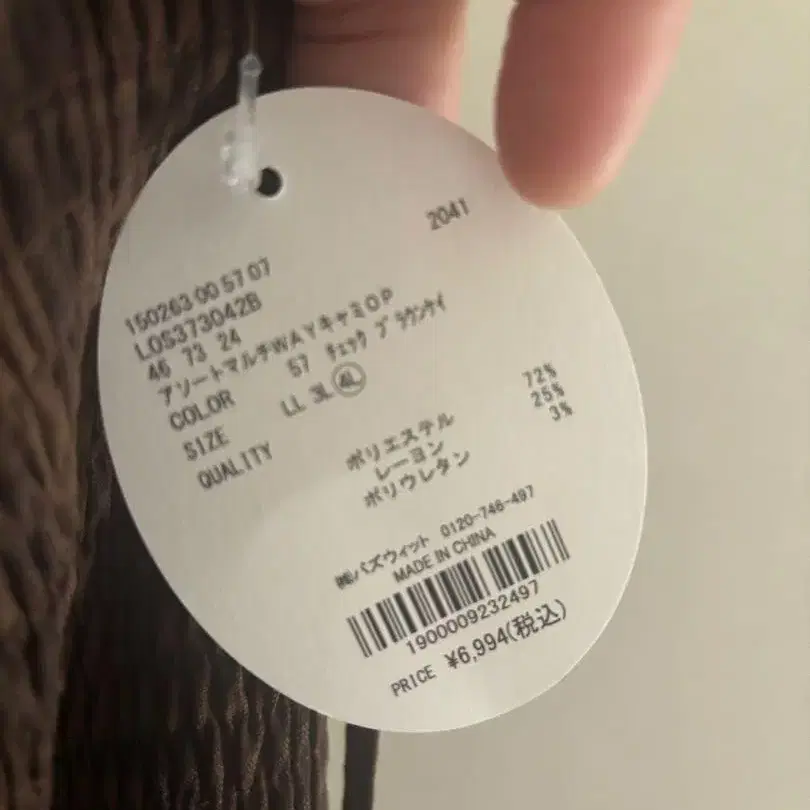 2041
150263 00 57 07
LOS373042B
46 73 24
アソートマルチWAYキャミOP
COLOR 57 チェック ブラウンケイ
SIZE LL 3L 4L
QUALITY
ポリエステル 72%
レーヨン 25%
ポリウレタン 3%
㈱バズウィット 0120-746-497
MADE IN CHINA
1900009232497
PRICE ¥6,994(税込)